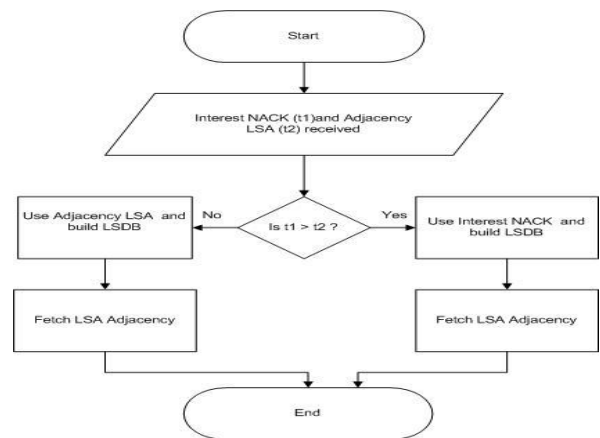 Start
Interest NACK (t1)and Adjacency
LSA (t2) received
Use Adjacency LSA and
build LSDB
No
Is t1 > t2 ?
Yes
Use Interest NACK and
build LSDB
Fetch LSA Adjacency
Fetch LSA Adjacency
End